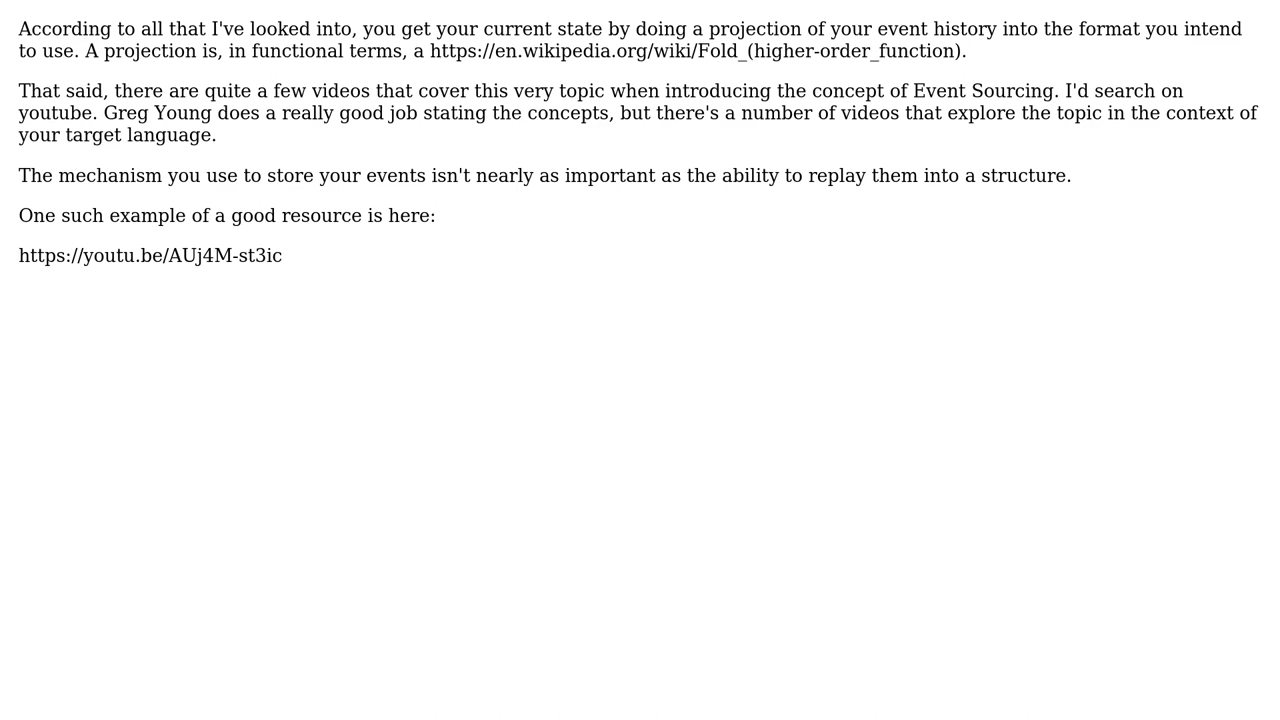 According to all that I've looked into, you get your current state by doing a projection of your event history into the format you intend
to use. A projection is, in functional terms, a https://en.wikipedia.org/wiki/Fold_(higher-order_function).
That said, there are quite a few videos that cover this very topic when introducing the concept of Event Sourcing. I'd search on
youtube. Greg Young does a really good job stating the concepts, but there's a number of videos that explore the topic in the context of
your target language.
The mechanism you use to store your events isn't nearly as important as the ability to replay them into a structure.
One such example of a good resource is here:
https://youtu.be/AUj4M-st3ic